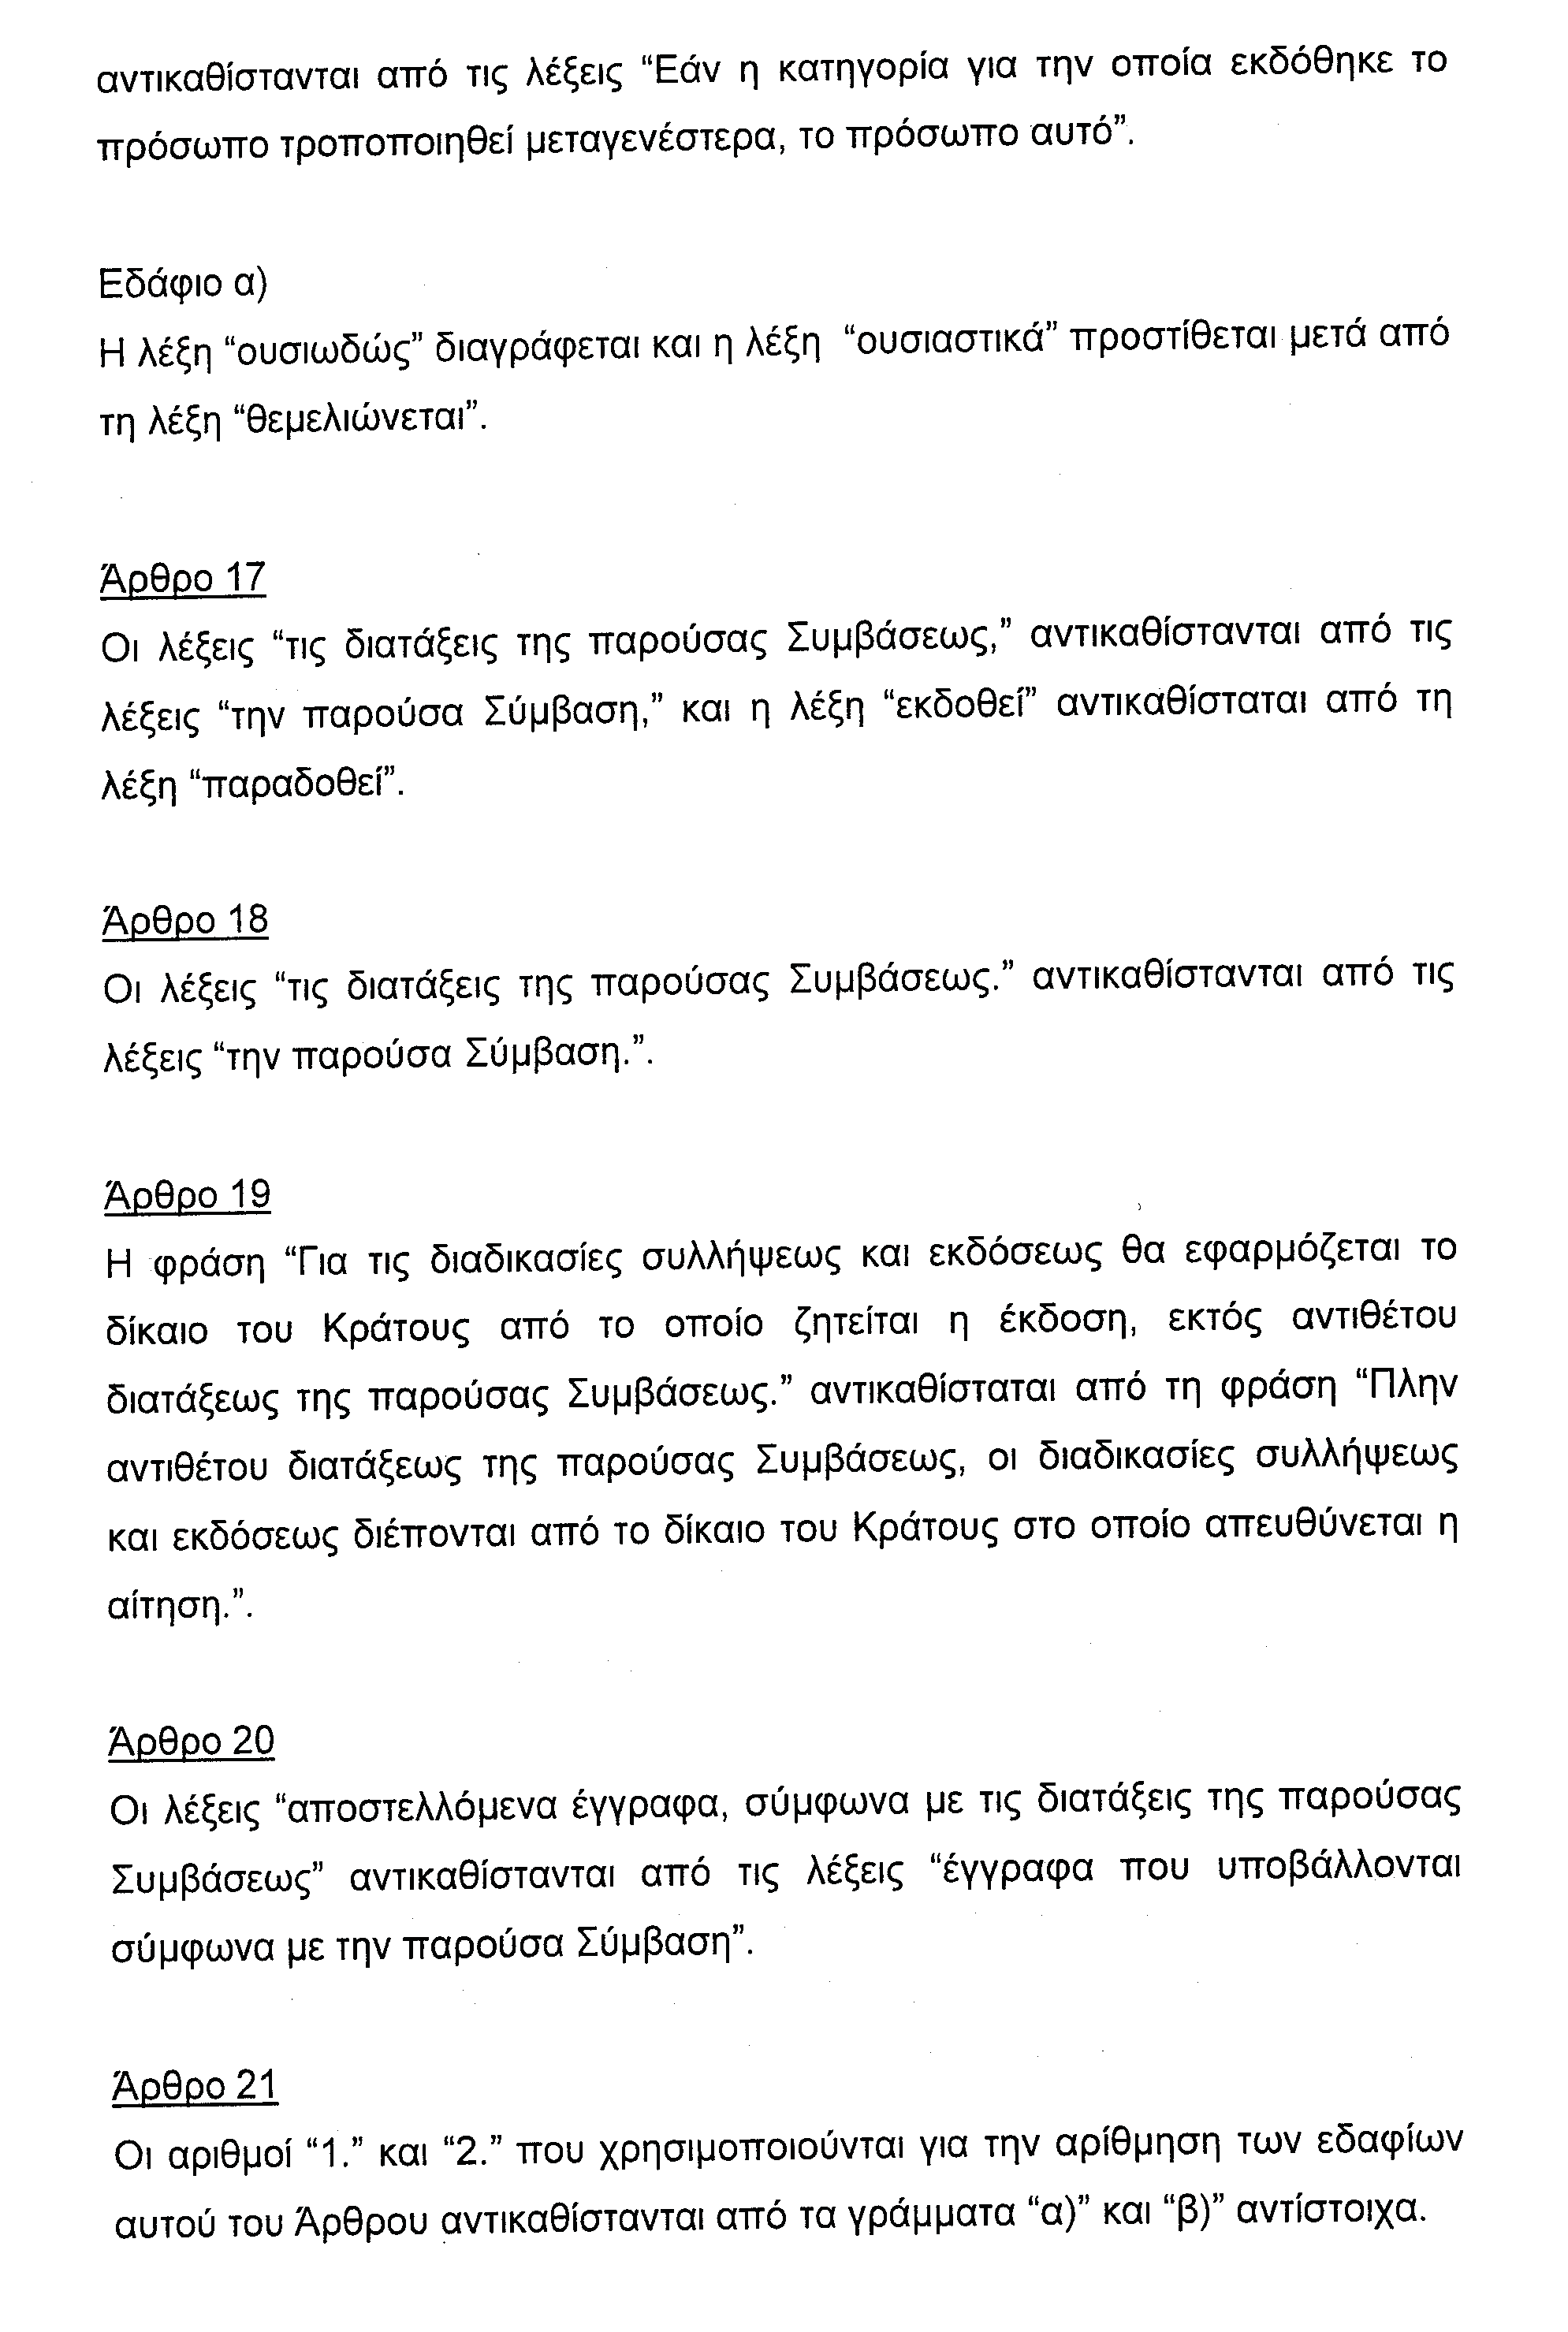 αντικαθίστανται από τις λέξεις “Εάν η κατηγορία για την οποία εκδόθηκε το
πρόσωπο τροποποιηθεί μεταγενέστερα, το πρόσωπο αυτό”.
Εδάφιο α)
Η λέξη “ουσιωδώς” διαγράφεται και η λέξη “ουσιαστικά” προστίθεται μετά από
τη λέξη “θεμελιώνεται”.
Άρθρο 17
Οι λέξεις “τις διατάξεις της παρούσας Συμβάσεως,” αντικαθίστανται από τις
λέξεις “την παρούσα Σύμβαση,” και η λέξη “εκδοθεί” αντικαθίσταται από τη
λέξη “παραδοθεί”.
Άρθρο 18
Οι λέξεις “τις διατάξεις της παρούσας Συμβάσεως.” αντικαθίστανται από τις
λέξεις “την παρούσα Σύμβαση.”.
Άρθρο 19
Η φράση “Για τις διαδικασίες συλλήψεως και εκδόσεως θα εφαρμόζεται το
δίκαιο του Κράτους από το οποίο ζητείται η έκδοση, εκτός αντιθέτου
διατάξεως της παρούσας Συμβάσεως.” αντικαθίσταται από τη φράση “Πλην
αντιθέτου διατάξεως της παρούσας Συμβάσεως, οι διαδικασίες συλλήψεως
και εκδόσεως διέπονται από το δίκαιο του Κράτους στο οποίο απευθύνεται η
αίτηση.”.
Άρθρο 20
Οι λέξεις “αποστελλόμενα έγγραφα, σύμφωνα με τις διατάξεις της παρούσας
Συμβάσεως” αντικαθίστανται από τις λέξεις “έγγραφα που υποβάλλονται
σύμφωνα με την παρούσα Σύμβαση”.
Άρθρο 21
Οι αριθμοί “1.” και “2.” που χρησιμοποιούνται για την αρίθμηση των εδαφίων
αυτού του Άρθρου αντικαθίστανται από τα γράμματα “α)” και “β)” αντίστοιχα.